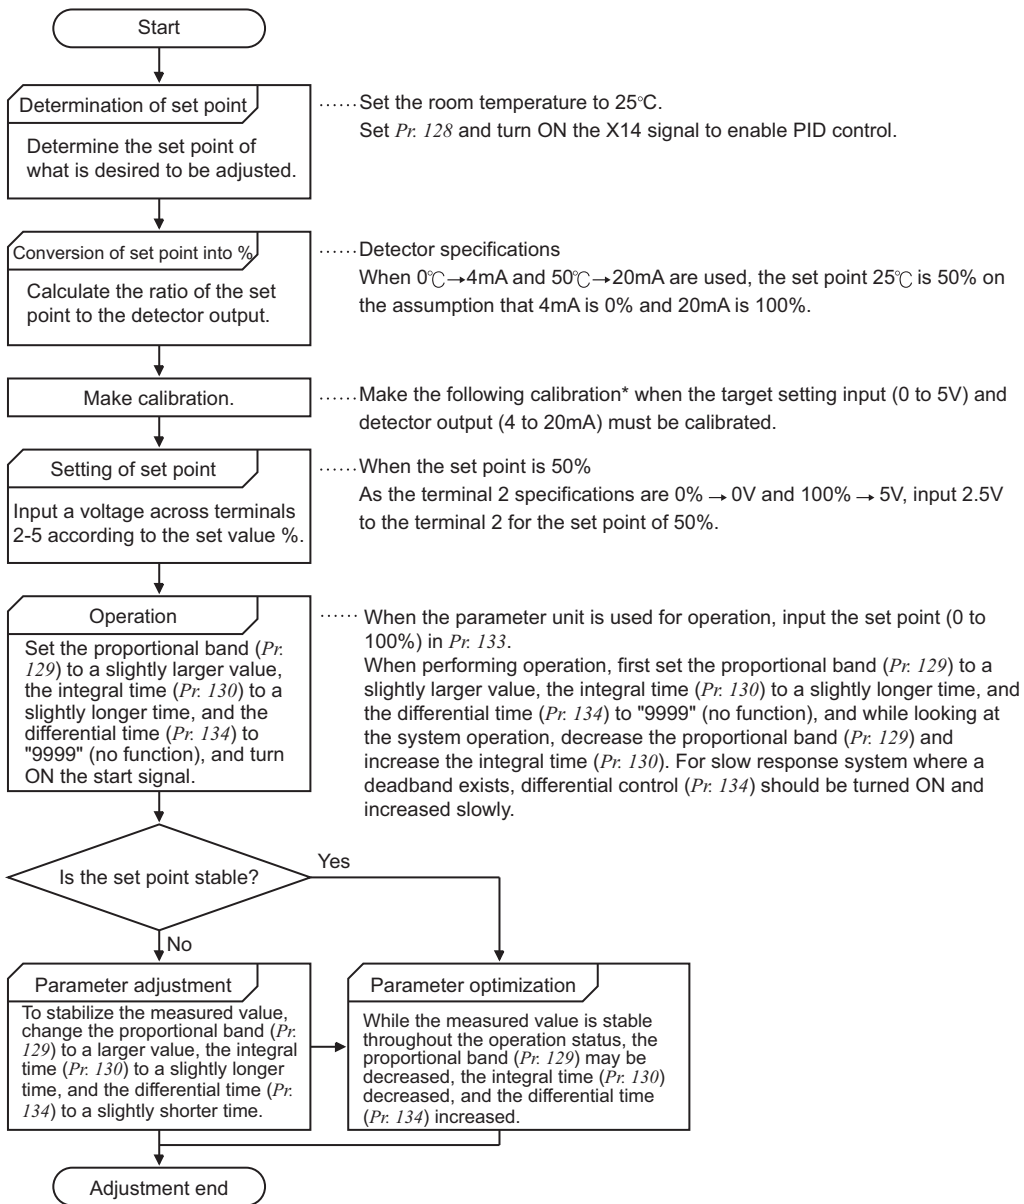 Start
Determination of set point
Determine the set point of
what is desired to be adjusted.
······Set the room temperature to 25°C.
Set Pr. 128 and turn ON the X14 signal to enable PID control.
Conversion of set point into %
Calculate the ratio of the set
point to the detector output.
······Detector specifications
When 0℃→4mA and 50℃→20mA are used, the set point 25℃ is 50% on
the assumption that 4mA is 0% and 20mA is 100%.
Make calibration.
······Make the following calibration* when the target setting input (0 to 5V) and
detector output (4 to 20mA) must be calibrated.
Setting of set point
Input a voltage across terminals
2-5 according to the set value %.
······When the set point is 50%
As the terminal 2 specifications are 0% → 0V and 100% → 5V, input 2.5V
to the terminal 2 for the set point of 50%.
Operation
Set the proportional band (Pr.
129) to a slightly larger value,
the integral time (Pr. 130) to a
slightly longer time, and the
differential time (Pr. 134) to
"9999" (no function), and turn
ON the start signal.
······ When the parameter unit is used for operation, input the set point (0 to
100%) in Pr. 133.
When performing operation, first set the proportional band (Pr. 129) to a
slightly larger value, the integral time (Pr. 130) to a slightly longer time, and
the differential time (Pr. 134) to "9999" (no function), and while looking at
the system operation, decrease the proportional band (Pr. 129) and
increase the integral time (Pr. 130). For slow response system where a
deadband exists, differential control (Pr. 134) should be turned ON and
increased slowly.
Is the set point stable?
Yes
No
Parameter adjustment
To stabilize the measured value,
change the proportional band (Pr.
129) to a larger value, the integral
time (Pr. 130) to a slightly longer
time, and the differential time (Pr.
134) to a slightly shorter time.
Parameter optimization
While the measured value is stable
throughout the operation status, the
proportional band (Pr. 129) may be
decreased, the integral time (Pr. 130)
decreased, and the differential time
(Pr. 134) increased.
Adjustment end